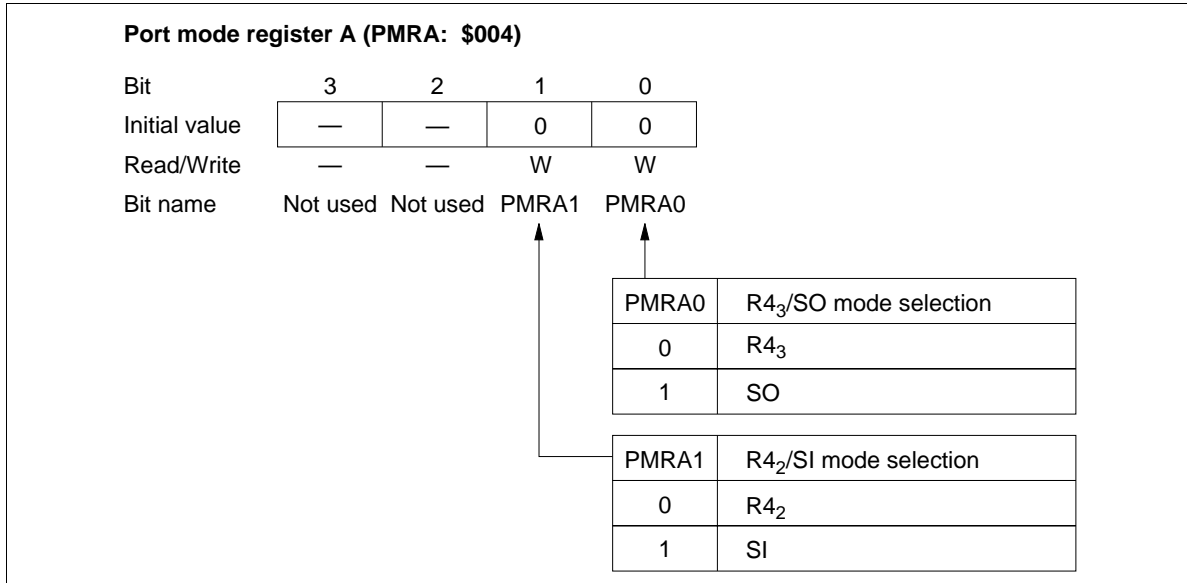 Port mode register A (PMRA: $004)
Bit 3 2 1 0
Initial value — — 0 0
Read/Write — — W W
Bit name Not used Not used PMRA1 PMRA0
PMRA0 R4₃/SO mode selection
0 R4₃
1 SO
PMRA1 R4₂/SI mode selection
0 R4₂
1 SI